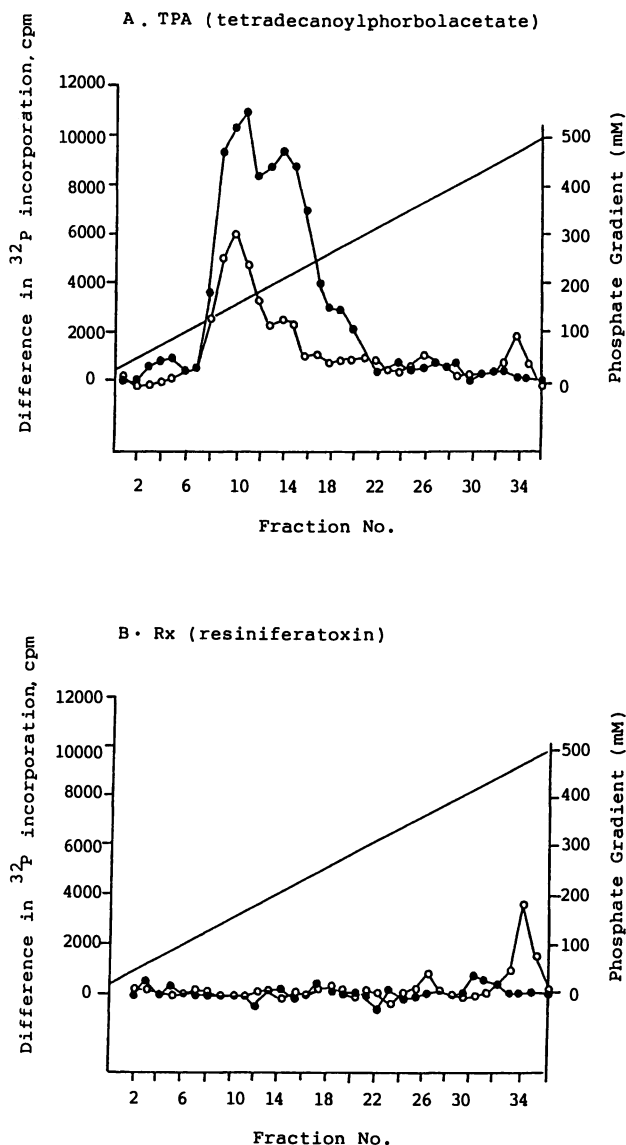 A. TPA (tetradecanoylphorbolacetate)
Difference in 32P incorporation, cpm
12000
10000
8000
6000
4000
2000
0
500
400
300
200
100
0
Phosphate Gradient (mM)
2 6 10 14 18 22 26 30 34
Fraction No.
B· Rx (resiniferatoxin)
Difference in 32P incorporation, cpm
12000
10000
8000
6000
4000
2000
0
500
400
300
200
100
0
Phosphate Gradient (mM)
2 6 10 14 18 22 26 30 34
Fraction No.